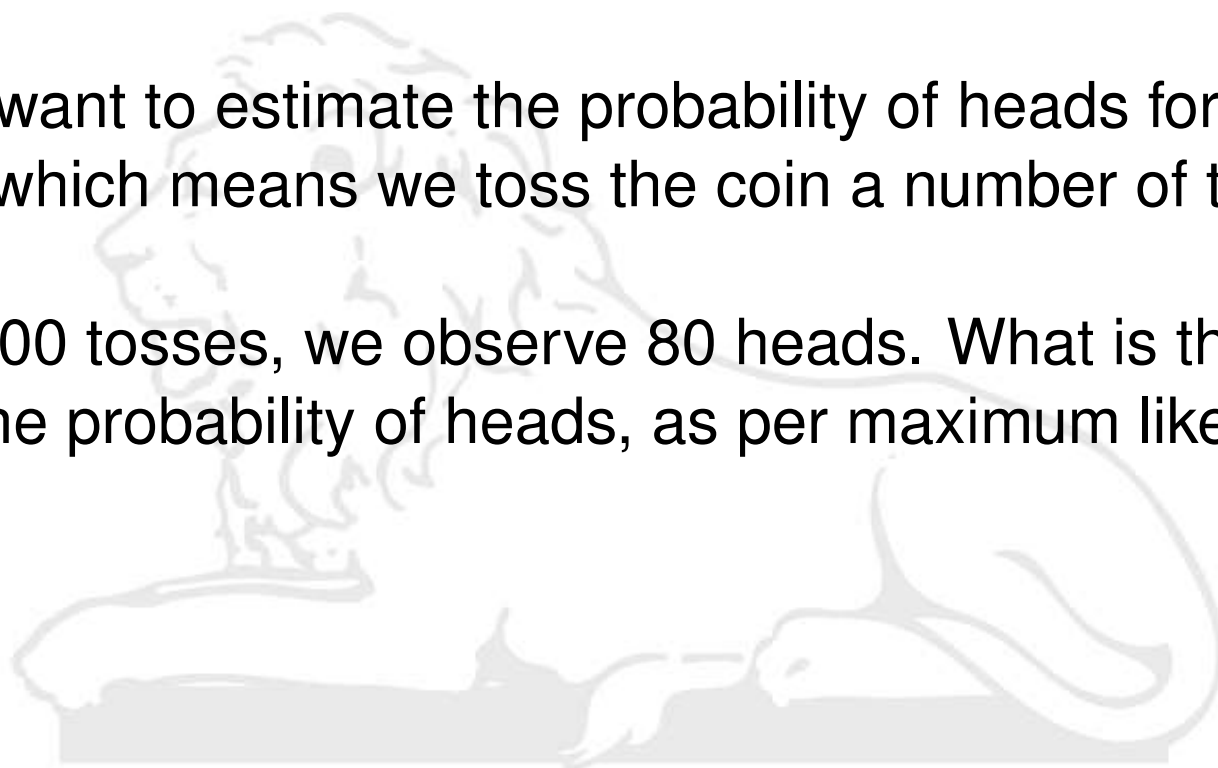 want to estimate the probability of heads for
which means we toss the coin a number of t
00 tosses, we observe 80 heads. What is th
he probability of heads, as per maximum like